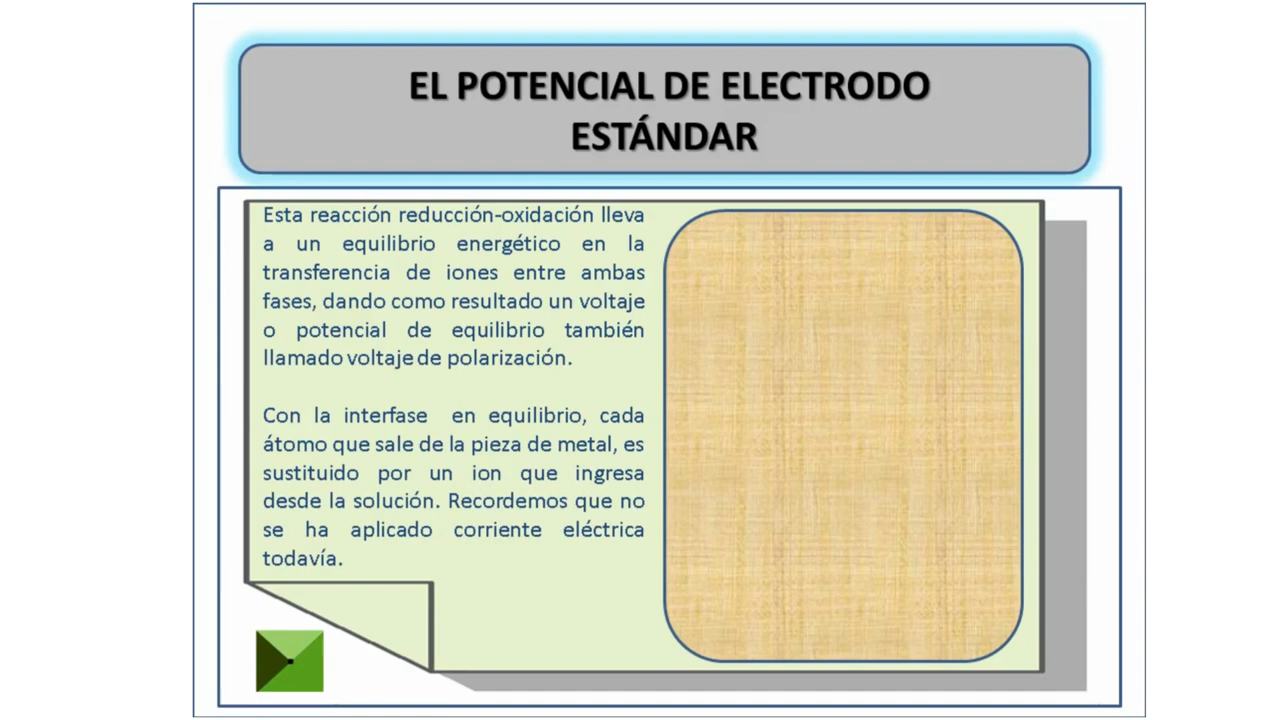 EL POTENCIAL DE ELECTRODO
ESTÁNDAR
Esta reacción reducción-oxidación lleva
a un equilibrio energético en la
transferencia de iones entre ambas
fases, dando como resultado un voltaje
o potencial de equilibrio también
llamado voltaje de polarización.
Con la interfase en equilibrio, cada
átomo que sale de la pieza de metal, es
sustituido por un ion que ingresa
desde la solución. Recordemos que no
se ha aplicado corriente eléctrica
todavía.